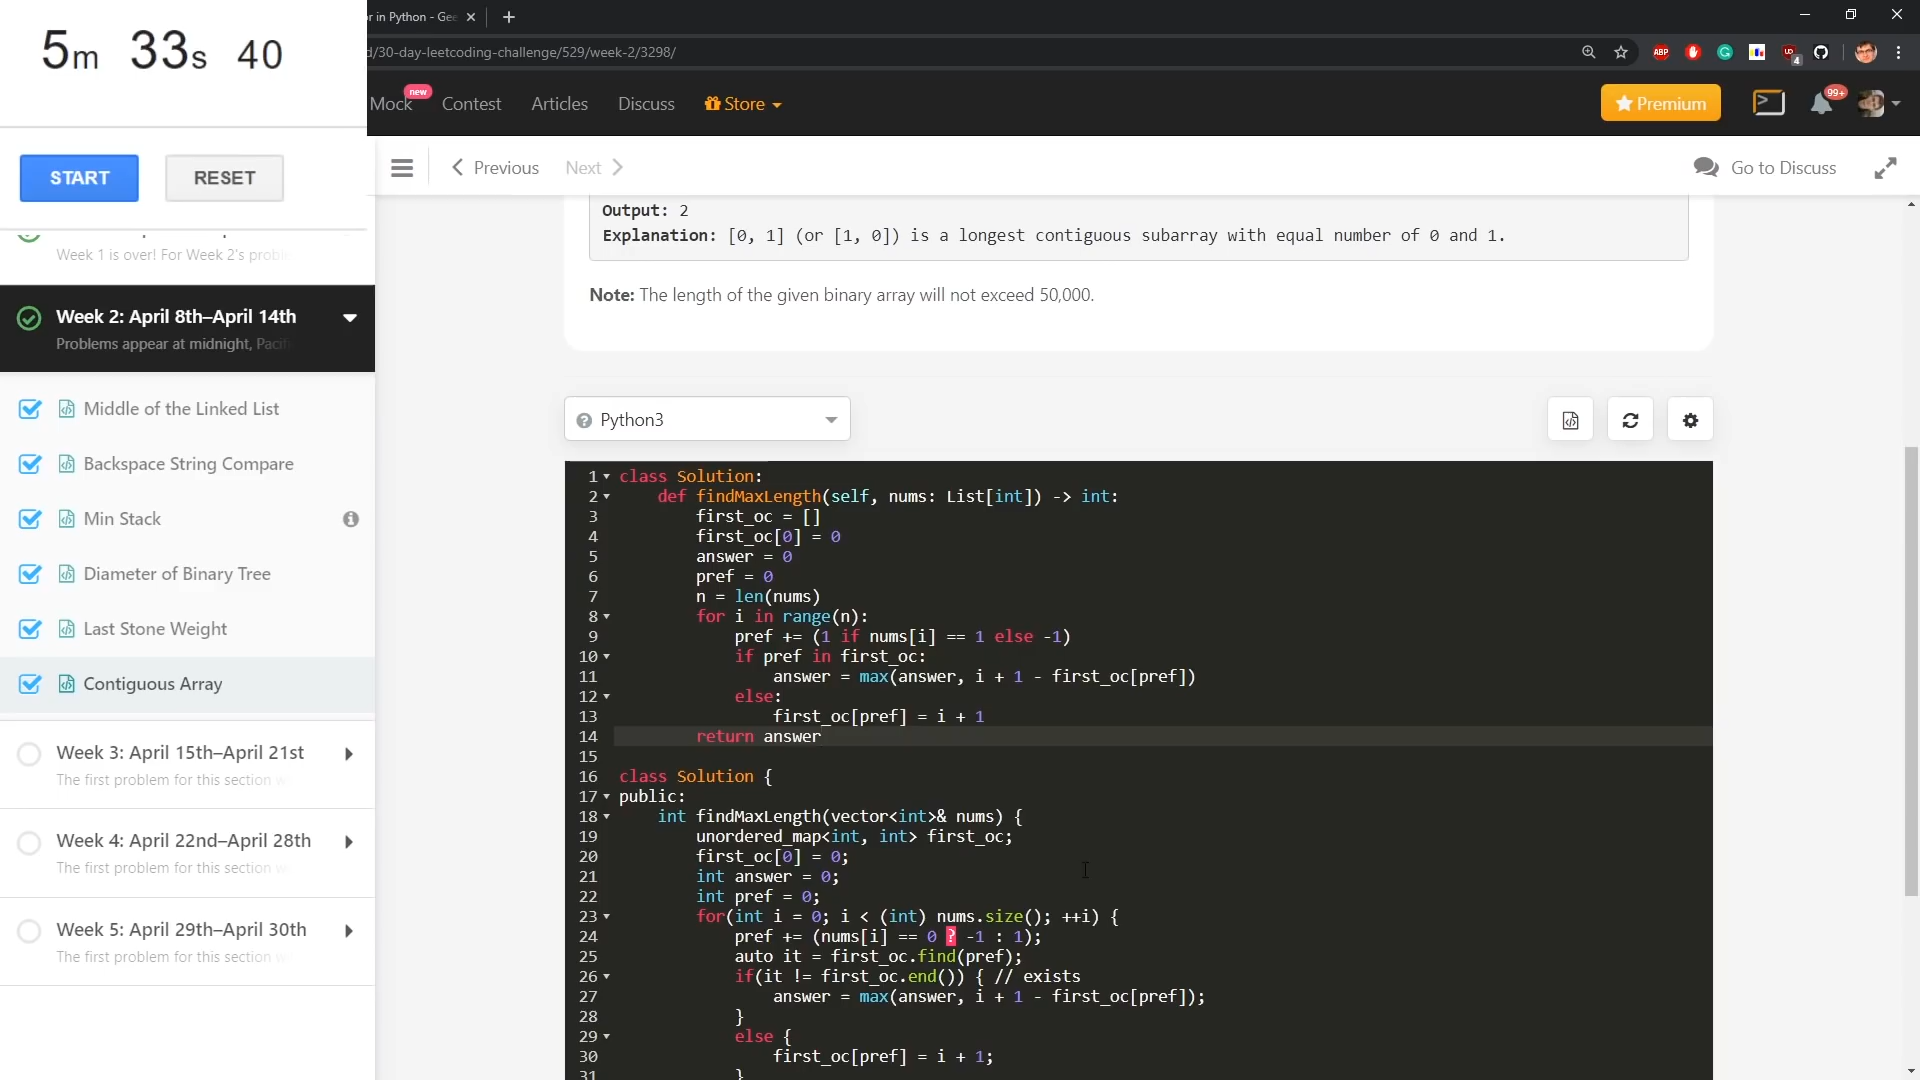 5m 33s 40
START
RESET
or in Python - Gee
d/30-day-leetcoding-challenge/529/week-2/3298/
ABP
4
Mock
new
Contest
Articles
Discuss
Store
Premium
99+
Previous
Next
Go to Discuss
Week 1 is over! For Week 2's proble
Week 2: April 8th–April 14th
Problems appear at midnight, Pacifi
Middle of the Linked List
Backspace String Compare
Min Stack
Diameter of Binary Tree
Last Stone Weight
Contiguous Array
Week 3: April 15th–April 21st
The first problem for this section w
Week 4: April 22nd–April 28th
The first problem for this section w
Week 5: April 29th–April 30th
The first problem for this section w
Output: 2
Explanation: [0, 1] (or [1, 0]) is a longest contiguous subarray with equal number of 0 and 1.
Note: The length of the given binary array will not exceed 50,000.
Python3
1 class Solution:
2 def findMaxLength(self, nums: List[int]) -> int:
3 first_oc = []
4 first_oc[0] = 0
5 answer = 0
6 pref = 0
7 n = len(nums)
8 for i in range(n):
9 pref += (1 if nums[i] == 1 else -1)
10 if pref in first_oc:
11 answer = max(answer, i + 1 - first_oc[pref])
12 else:
13 first_oc[pref] = i + 1
14 return answer
15
16 class Solution {
17 public:
18 int findMaxLength(vector<int>& nums) {
19 unordered_map<int, int> first_oc;
20 first_oc[0] = 0;
21 int answer = 0;
22 int pref = 0;
23 for(int i = 0; i < (int) nums.size(); ++i) {
24 pref += (nums[i] == 0 ? -1 : 1);
25 auto it = first_oc.find(pref);
26 if(it != first_oc.end()) { // exists
27 answer = max(answer, i + 1 - first_oc[pref]);
28 }
29 else {
30 first_oc[pref] = i + 1;
31 }